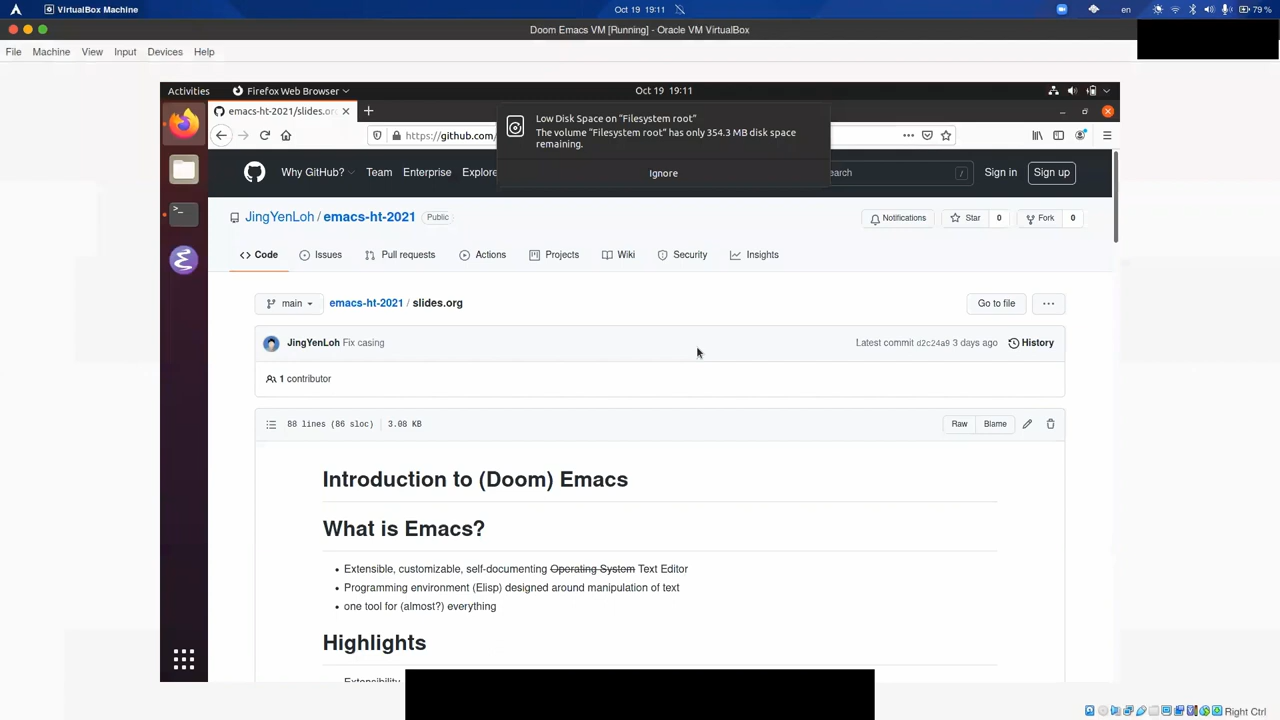 VirtualBox Machine
Oct 19 19:11
en
79 %
Doom Emacs VM [Running] - Oracle VM VirtualBox
File Machine View Input Devices Help
Activities
Firefox Web Browser
Oct 19 19:11
emacs-ht-2021/slides.or
https://github.com/
Low Disk Space on "Filesystem root"
The volume "Filesystem root" has only 354.3 MB disk space
remaining.
Ignore
Why GitHub?
Team
Enterprise
Explore
earch
/
Sign in
Sign up
JingYenLoh / emacs-ht-2021
Public
Notifications
Star 0
Fork 0
<> Code
Issues
Pull requests
Actions
Projects
Wiki
Security
Insights
main
emacs-ht-2021 / slides.org
Go to file
...
JingYenLoh Fix casing
Latest commit d2c24a9 3 days ago
History
1 contributor
88 lines (86 sloc) | 3.08 KB
Raw
Blame
Introduction to (Doom) Emacs
What is Emacs?
• Extensible, customizable, self-documenting Operating System Text Editor
• Programming environment (Elisp) designed around manipulation of text
• one tool for (almost?) everything
Highlights
Extensibility
Right Ctrl